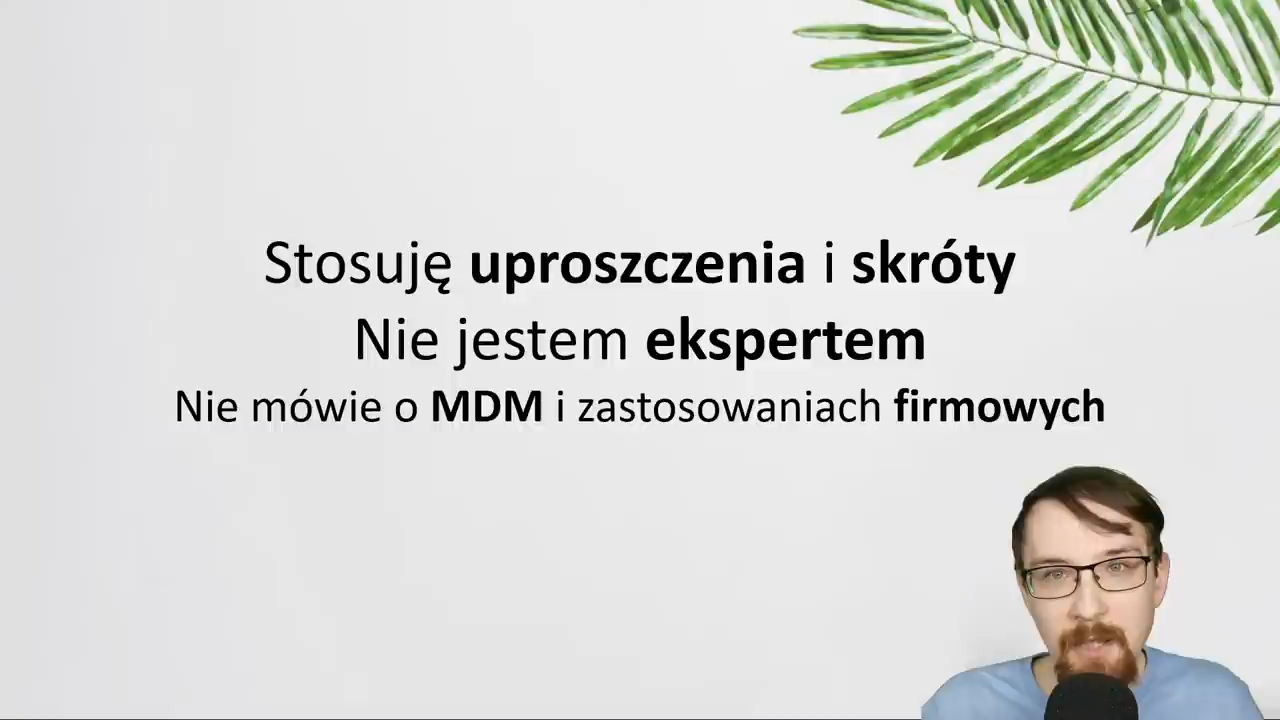 Stosuję uproszczenia i skróty
Nie jestem ekspertem
Nie mówie o MDM i zastosowaniach firmowych